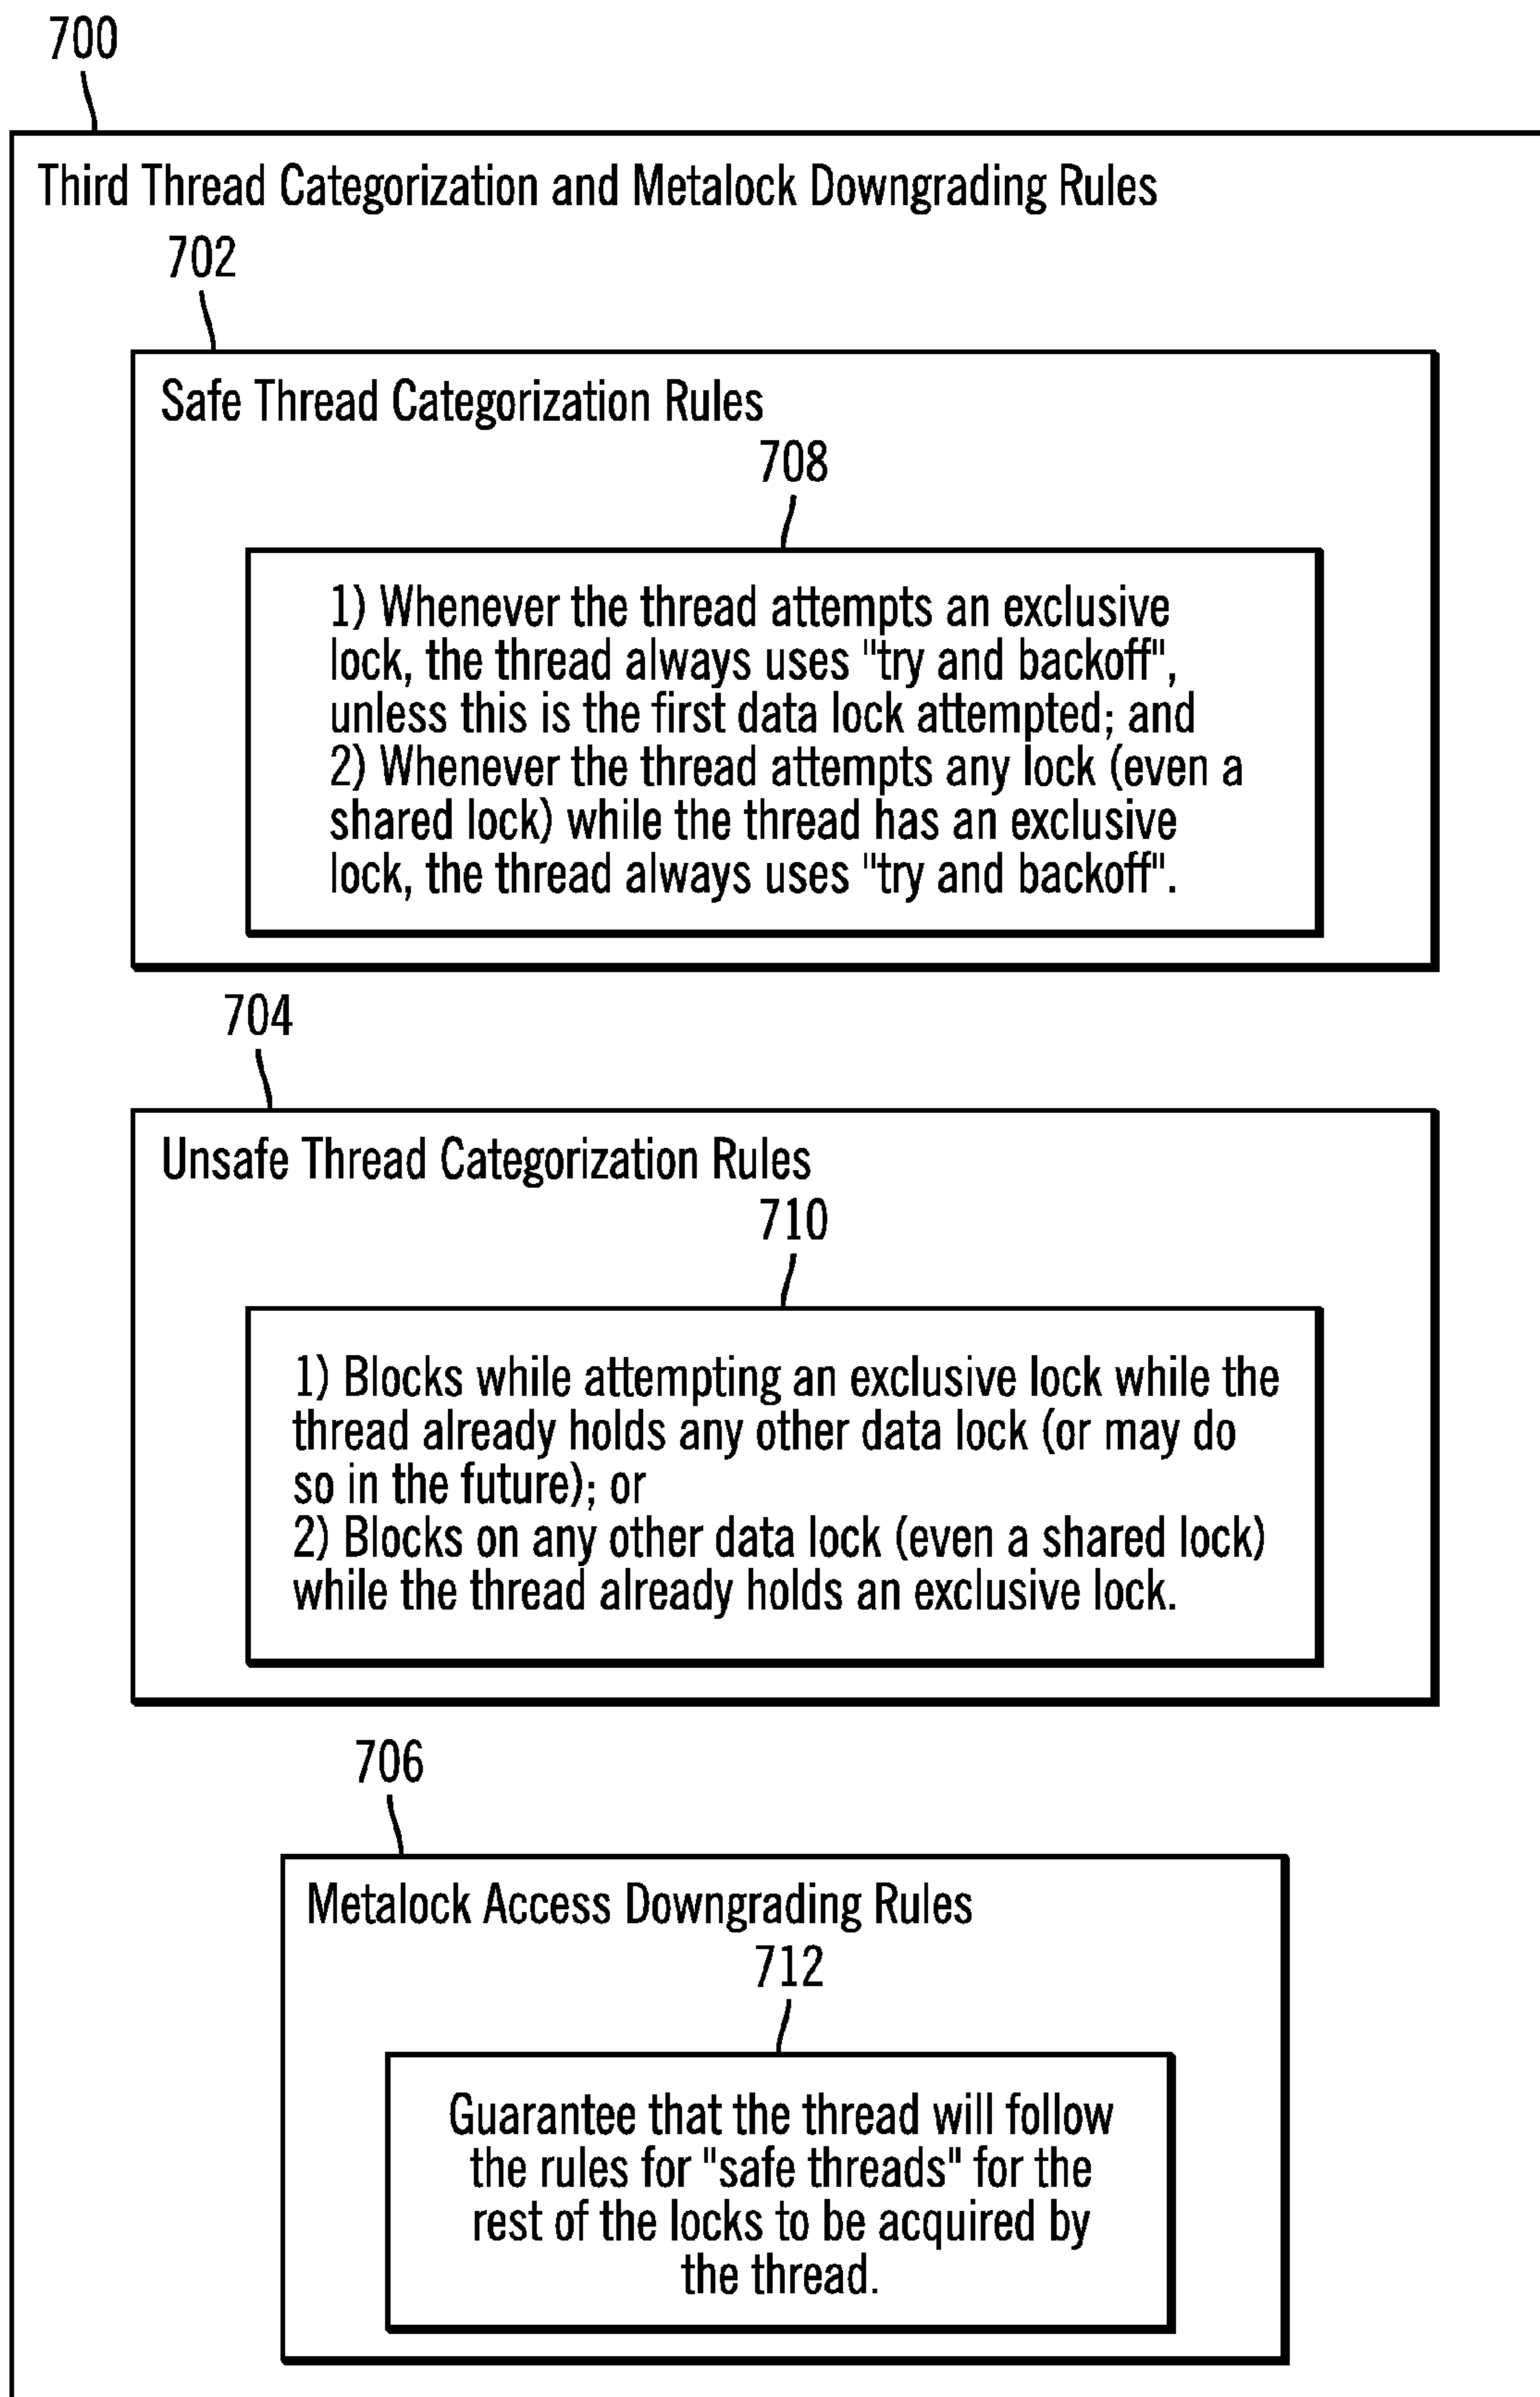 700
Third Thread Categorization and Metalock Downgrading Rules
702
Safe Thread Categorization Rules
708
1) Whenever the thread attempts an exclusive
lock, the thread always uses "try and backoff",
unless this is the first data lock attempted; and
2) Whenever the thread attempts any lock (even a
shared lock) while the thread has an exclusive
lock, the thread always uses "try and backoff".
704
Unsafe Thread Categorization Rules
710
1) Blocks while attempting an exclusive lock while the
thread already holds any other data lock (or may do
so in the future); or
2) Blocks on any other data lock (even a shared lock)
while the thread already holds an exclusive lock.
706
Metalock Access Downgrading Rules
712
Guarantee that the thread will follow
the rules for "safe threads" for the
rest of the locks to be acquired by
the thread.